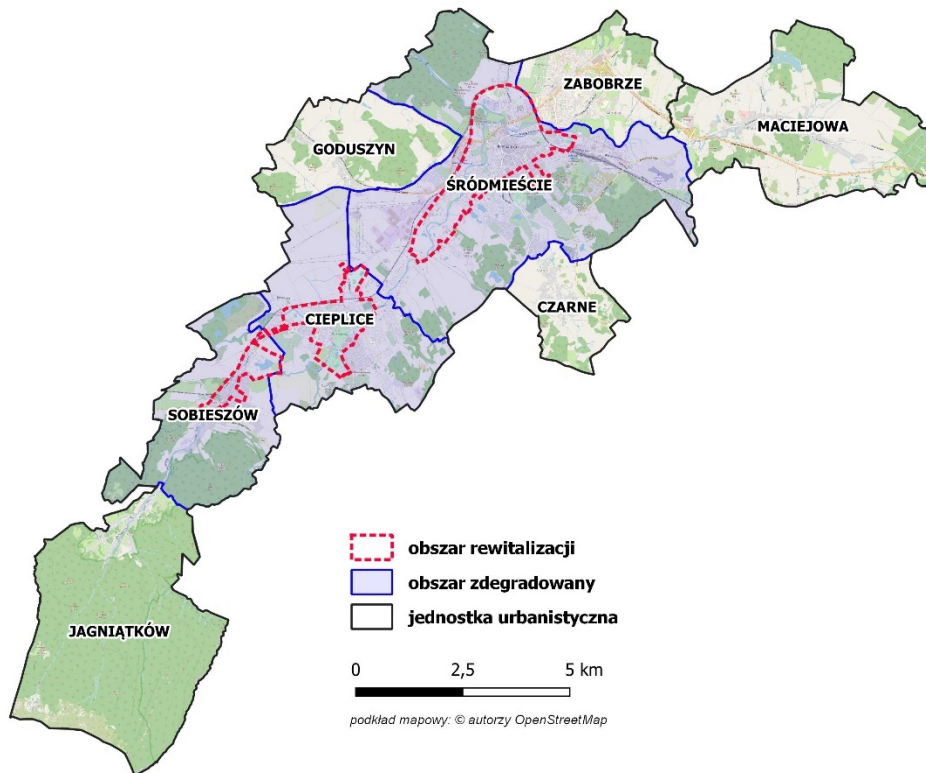 ZABOBRZE
MACIEJOWA
GODUSZYN
ŚRÓDMIEŚCIE
CZARNE
CIEPLICE
SOBIESZÓW
JAGNIĄTKÓW
obszar rewitalizacji
obszar zdegradowany
jednostka urbanistyczna
0 2,5 5 km
podkład mapowy: © autorzy OpenStreetMap